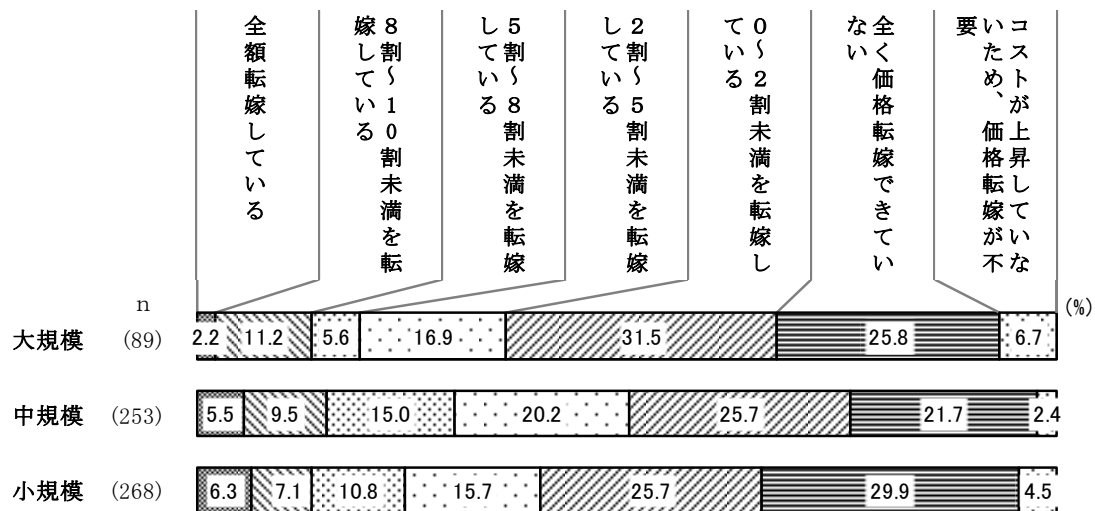 全額転嫁している
8割～10割未満を転
嫁している
5割～8割未満を転嫁
している
2割～5割未満を転嫁
している
0～2割未満を転嫁し
ている
全く価格転嫁できてい
ない
コストが上昇していな
いため、価格転嫁が不
要
n
(%)
大規模 (89) 2.2 11.2 5.6 16.9 31.5 25.8 6.7
中規模 (253) 5.5 9.5 15.0 20.2 25.7 21.7 2.4
小規模 (268) 6.3 7.1 10.8 15.7 25.7 29.9 4.5